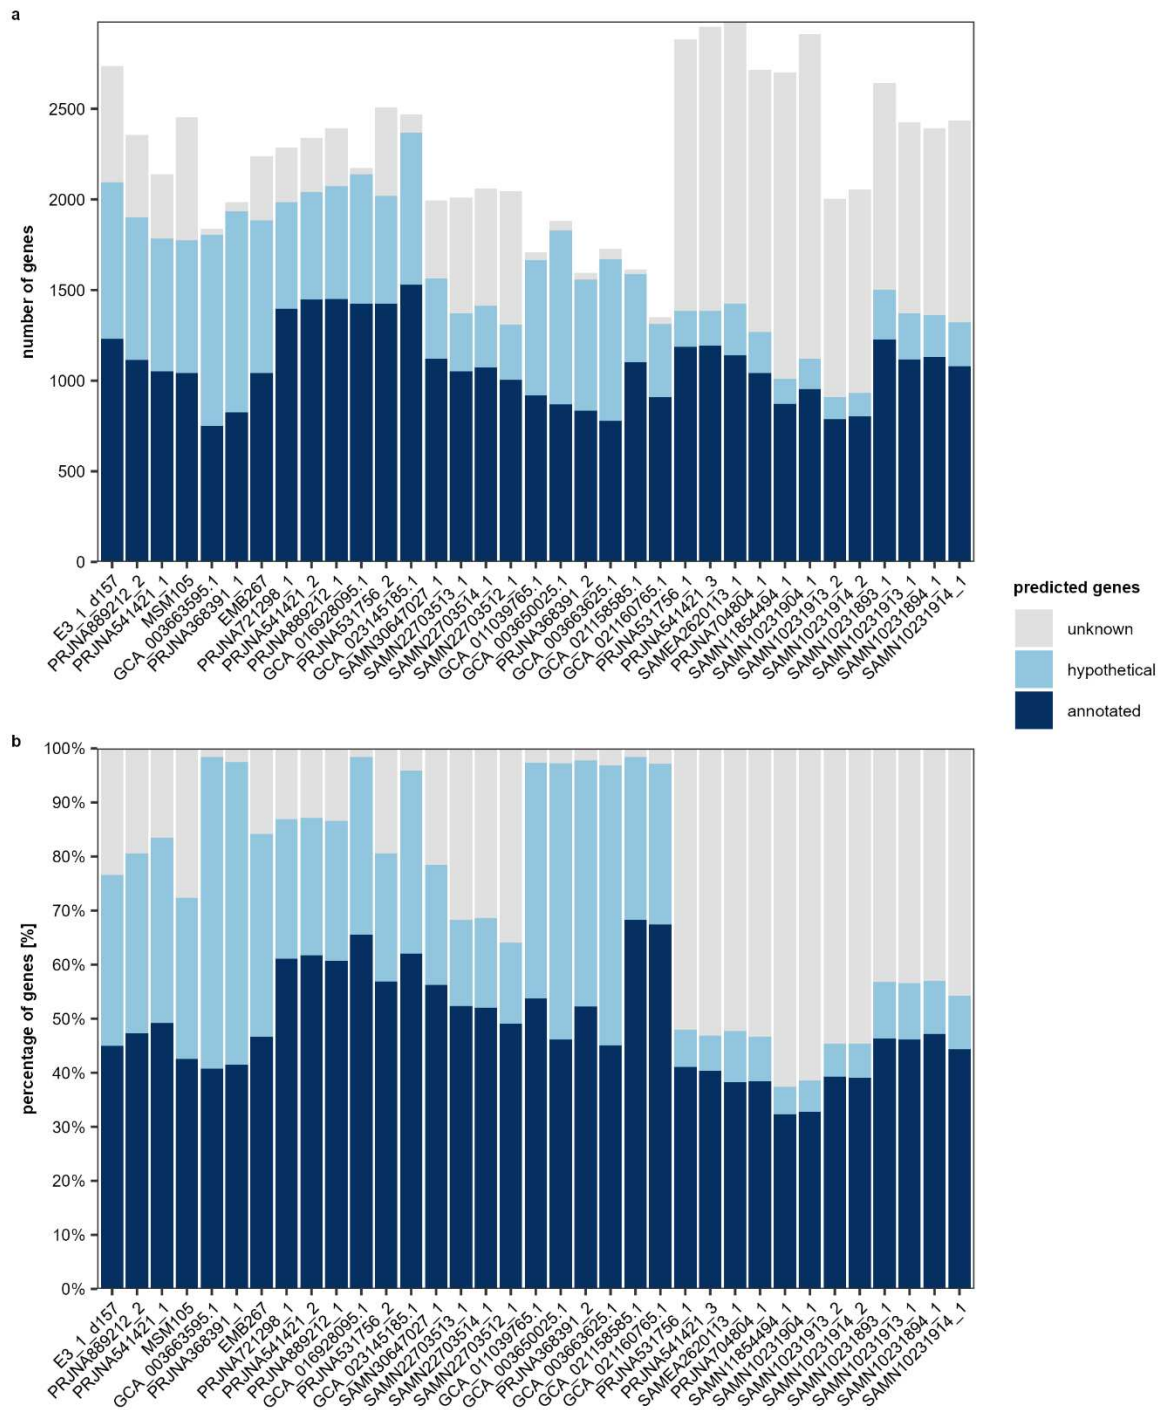 a
number of genes
2500
2000
1500
1000
500
0
E3_1_d157
PRJNA889212_2
PRJNA541421_1
MSM105
GCA_003663595.1
PRJNA368391_1
EMB267
PRJNA721298_1
PRJNA541421_2
PRJNA889212_1
GCA_016928095.1
PRJNA531756_2
GCA_023145185.1
SAMN30647027_1
SAMN22703513_1
SAMN22703514_1
SAMN22703512_1
GCA_011039765.1
GCA_003650025.1
PRJNA368391_2
GCA_003663625.1
GCA_021158585.1
GCA_021160765.1
PRJNA531756_1
PRJNA541421_3
SAMEA2620113_1
PRJNA704804_1
SAMN11854494_1
SAMN10231904_1
SAMN10231913_2
SAMN10231914_2
SAMN10231893_1
SAMN10231913_1
SAMN10231894_1
SAMN10231914_1
predicted genes
unknown
hypothetical
annotated
b
percentage of genes [%]
100%
90%
80%
70%
60%
50%
40%
30%
20%
10%
0%
E3_1_d157
PRJNA889212_2
PRJNA541421_1
MSM105
GCA_003663595.1
PRJNA368391_1
EMB267
PRJNA721298_1
PRJNA541421_2
PRJNA889212_1
GCA_016928095.1
PRJNA531756_2
GCA_023145185.1
SAMN30647027_1
SAMN22703513_1
SAMN22703514_1
SAMN22703512_1
GCA_011039765.1
GCA_003650025.1
PRJNA368391_2
GCA_003663625.1
GCA_021158585.1
GCA_021160765.1
PRJNA531756_1
PRJNA541421_3
SAMEA2620113_1
PRJNA704804_1
SAMN11854494_1
SAMN10231904_1
SAMN10231913_2
SAMN10231914_2
SAMN10231893_1
SAMN10231913_1
SAMN10231894_1
SAMN10231914_1